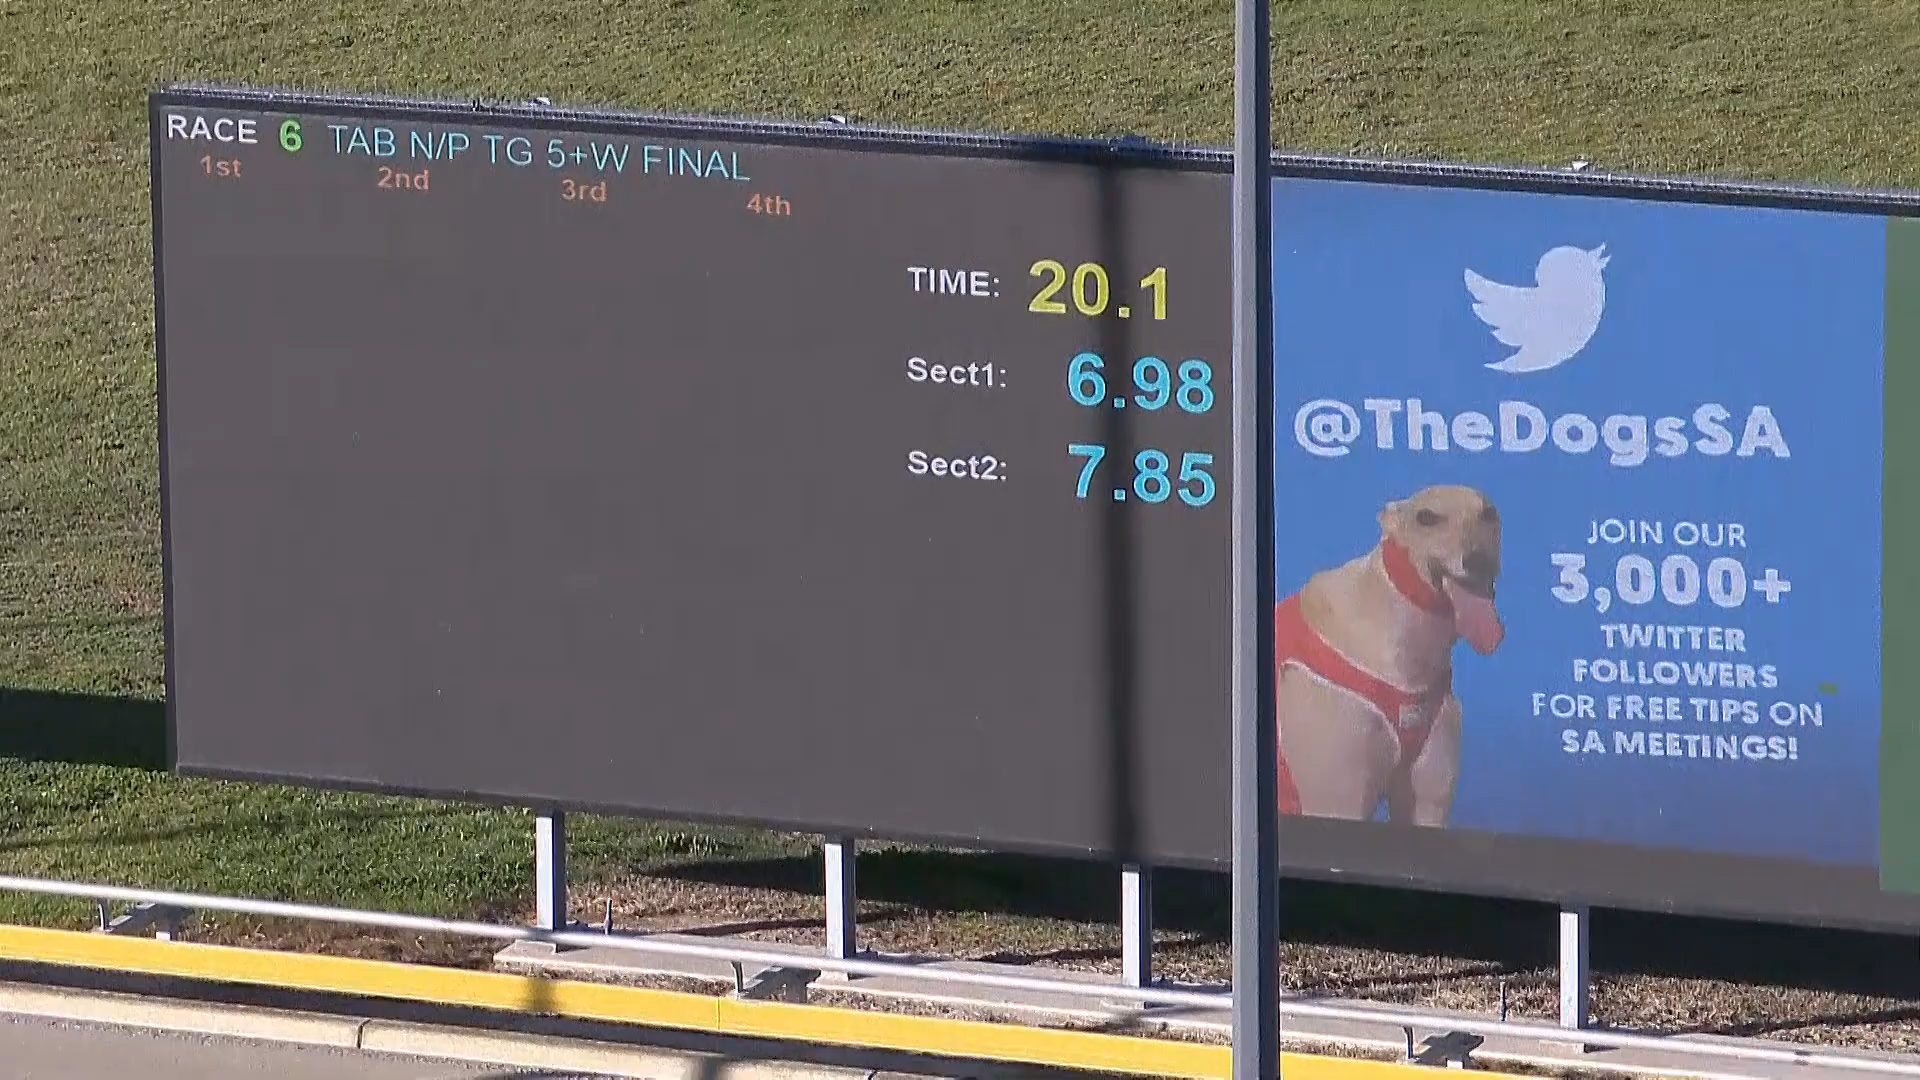 RACE 6 TAB N/P TG 5+W FINAL
1st 2nd 3rd 4th
TIME: 20.1
Sect1: 6.98
Sect2: 7.85
@TheDogsSA
JOIN OUR
3,000+
TWITTER
FOLLOWERS
FOR FREE TIPS ON
SA MEETINGS!